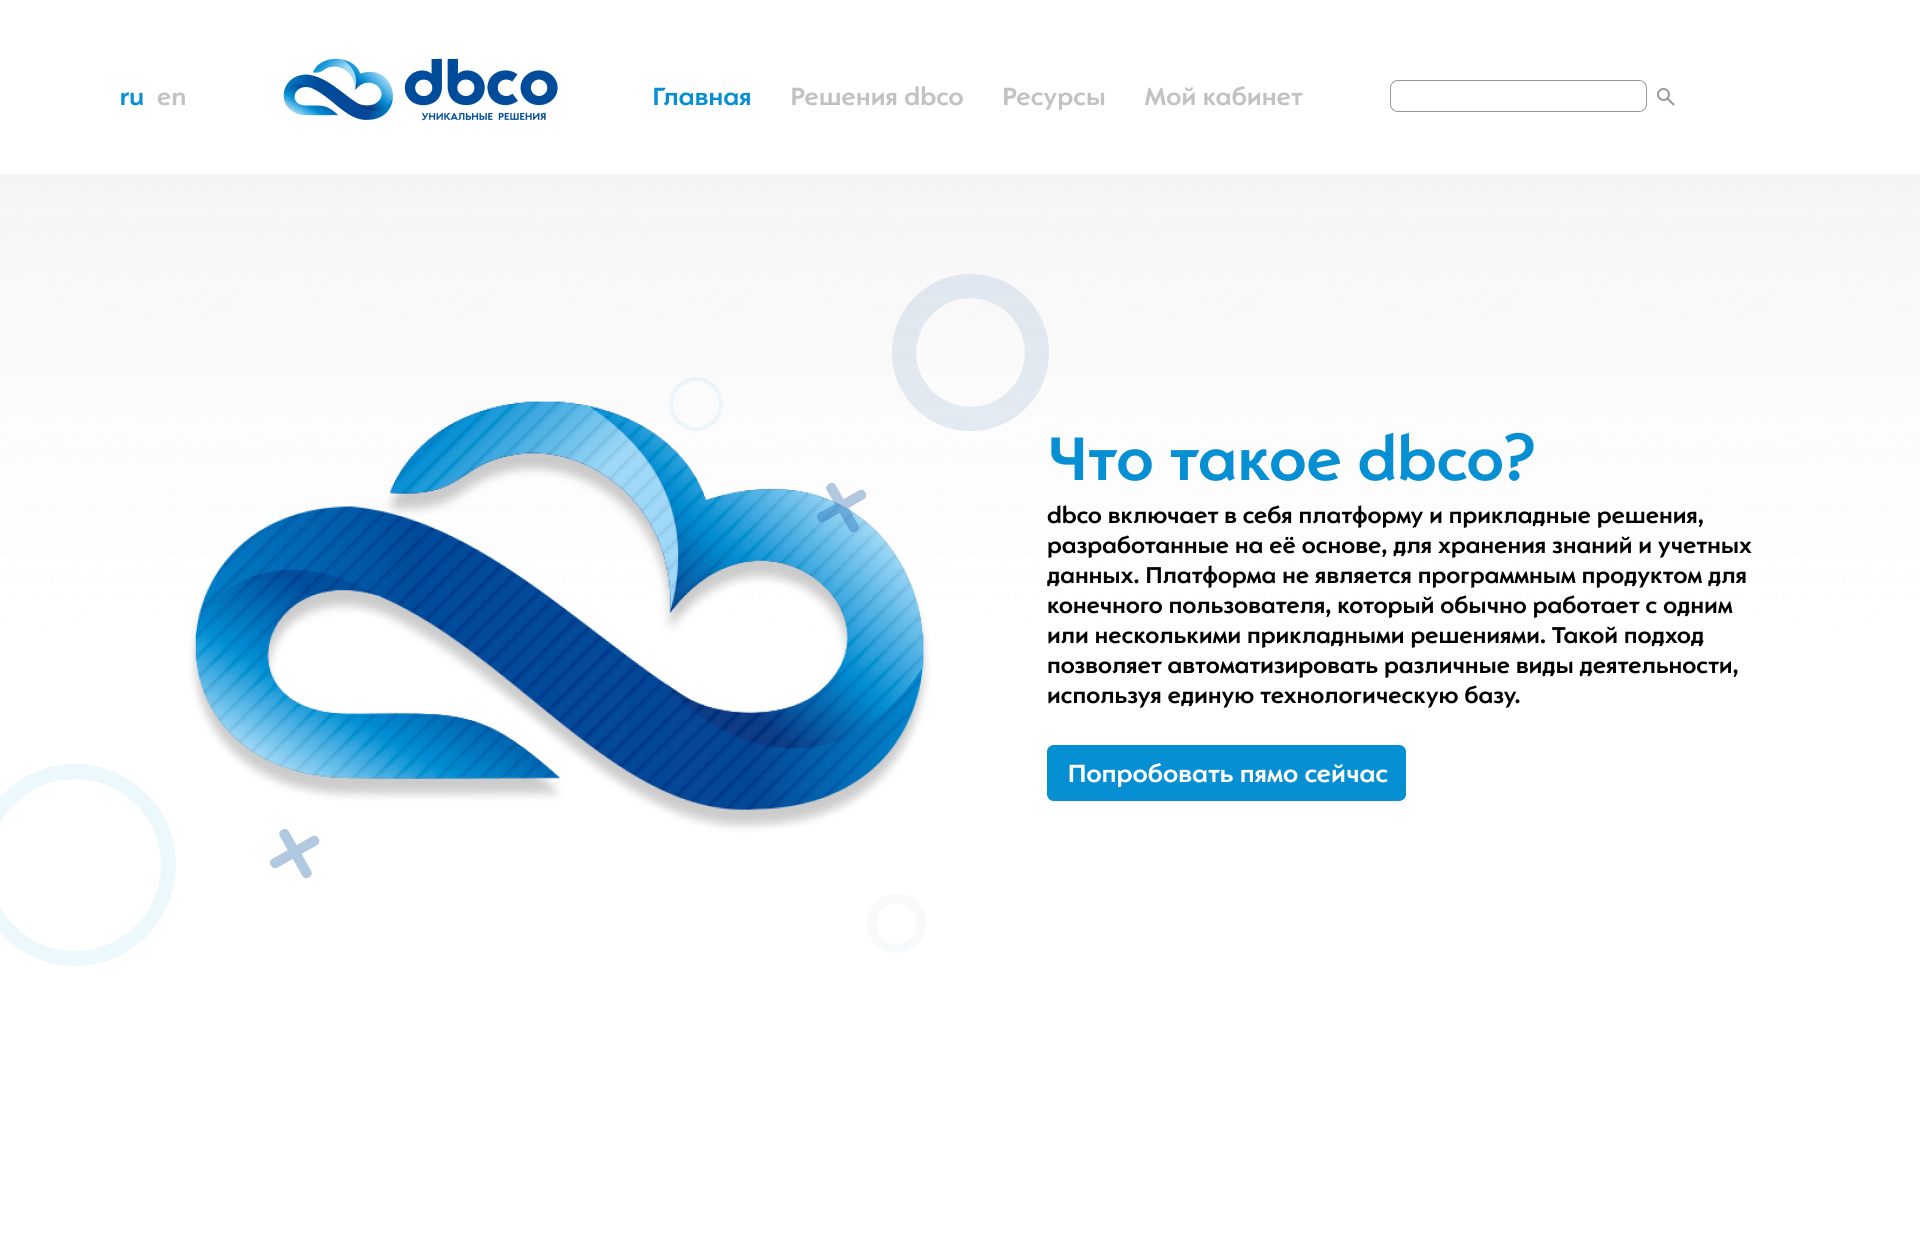 ru en
dbco
УНИКАЛЬНЫЕ РЕШЕНИЯ
Главная Решения dbco Ресурсы Мой кабинет
Что такое dbco?
dbco включает в себя платформу и прикладные решения,
разработанные на её основе, для хранения знаний и учетных
данных. Платформа не является программным продуктом для
конечного пользователя, который обычно работает с одним
или несколькими прикладными решениями. Такой подход
позволяет автоматизировать различные виды деятельности,
используя единую технологическую базу.
Попробовать пямо сейчас